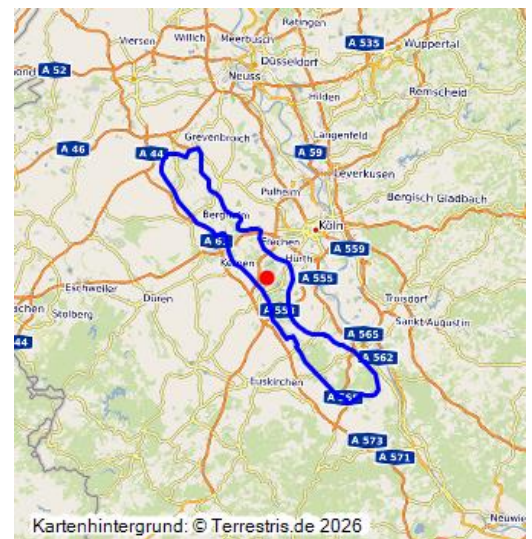 Ratingen
Viersen Willich Meerbusch A 535 Wuppertal
A 52 Düsseldorf
Neuss
Hilden Remscheid
Grevenbroich Langenfeld
A 46 A 44 A 59
Leverkusen
Pulheim Bergisch Gladbach
Bergheim
Köln
A 61 Frechen A 559
Kerpen Hürth
A 555
Eschweiler Düren Troisdorf
Stolberg A 553 Sankt Augustin
44 A 565
A 562
Euskirchen
A 573
A 571
Kartenhintergrund: © Terrestris.de 2026